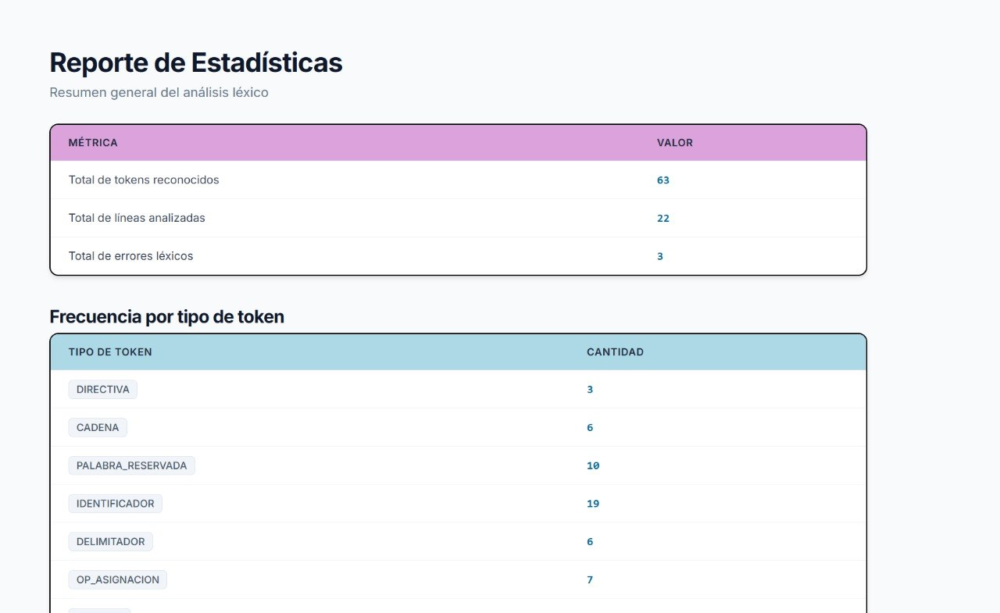 Reporte de Estadísticas
Resumen general del análisis léxico
MÉTRICA VALOR
Total de tokens reconocidos 63
Total de líneas analizadas 22
Total de errores léxicos 3
Frecuencia por tipo de token
TIPO DE TOKEN CANTIDAD
DIRECTIVA 3
CADENA 6
PALABRA_RESERVADA 10
IDENTIFICADOR 19
DELIMITADOR 6
OP_ASIGNACION 7